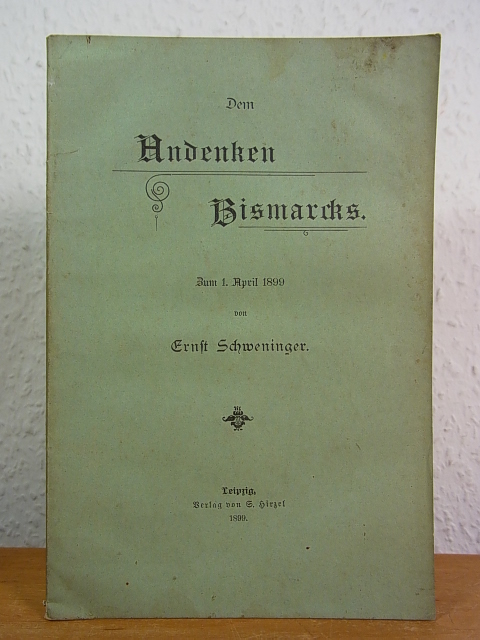 Dem
Andenken
Bismarcks.
Zum 1. April 1899
von
Ernst Schweninger.
Leipzig,
Verlag von S. Hirzel
1899.